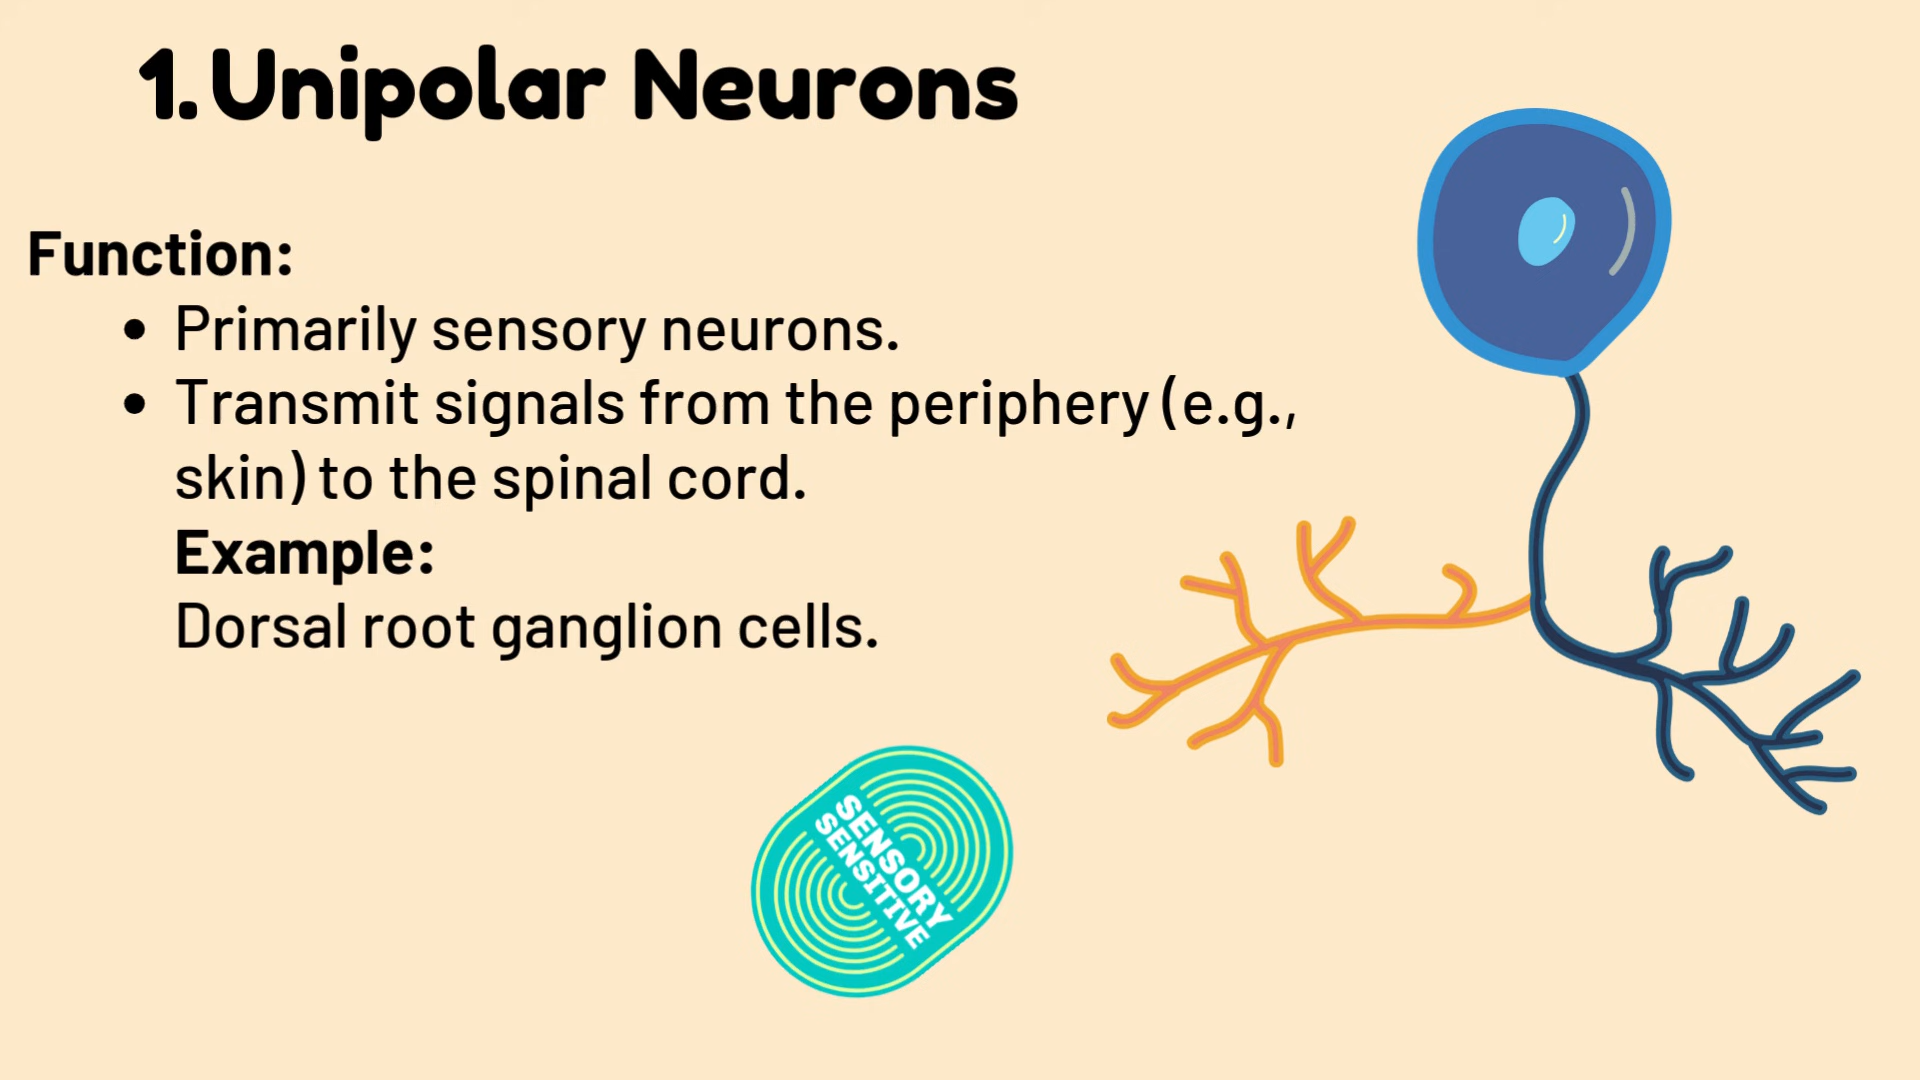 1. Unipolar Neurons
Function:
• Primarily sensory neurons.
• Transmit signals from the periphery (e.g.,
skin) to the spinal cord.
Example:
Dorsal root ganglion cells.
SENSORY
SENSITIVE